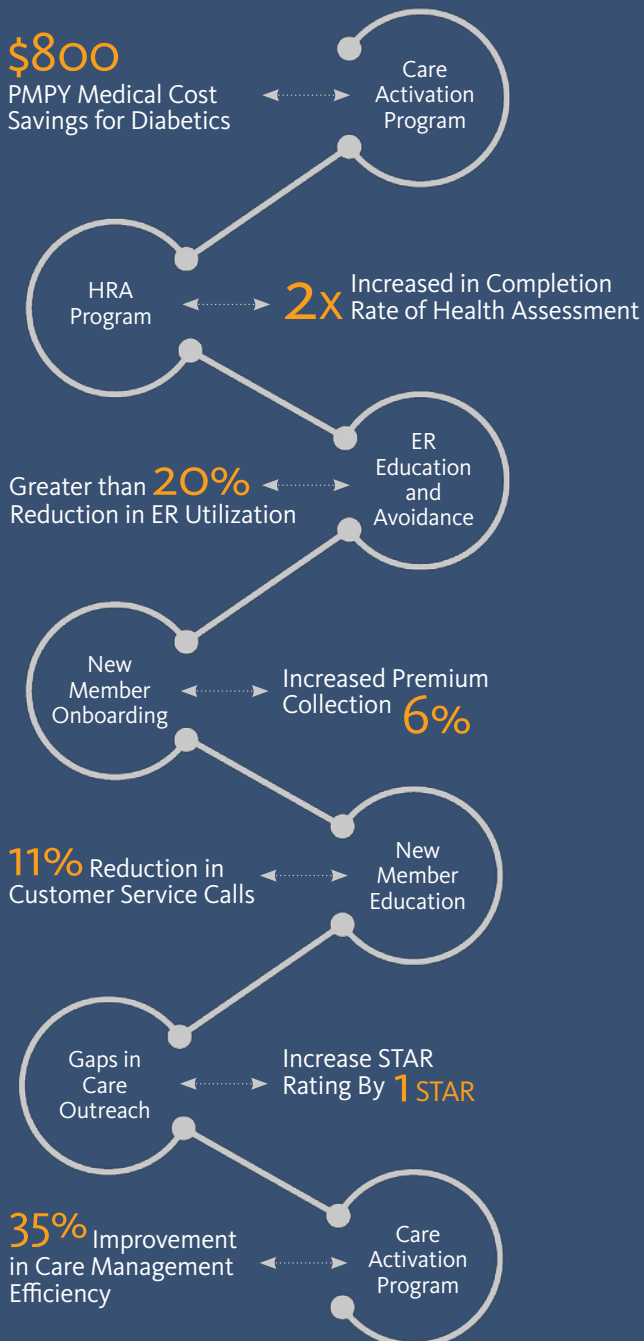 $800
PMPY Medical Cost
Savings for Diabetics
Care
Activation
Program
HRA
Program
2X Increased in Completion
Rate of Health Assessment
Greater than 20%
Reduction in ER Utilization
ER
Education
and
Avoidance
New
Member
Onboarding
Increased Premium
Collection 6%
11% Reduction in
Customer Service Calls
New
Member
Education
Gaps in
Care
Outreach
Increase STAR
Rating By 1 STAR
35% Improvement
in Care Management
Efficiency
Care
Activation
Program